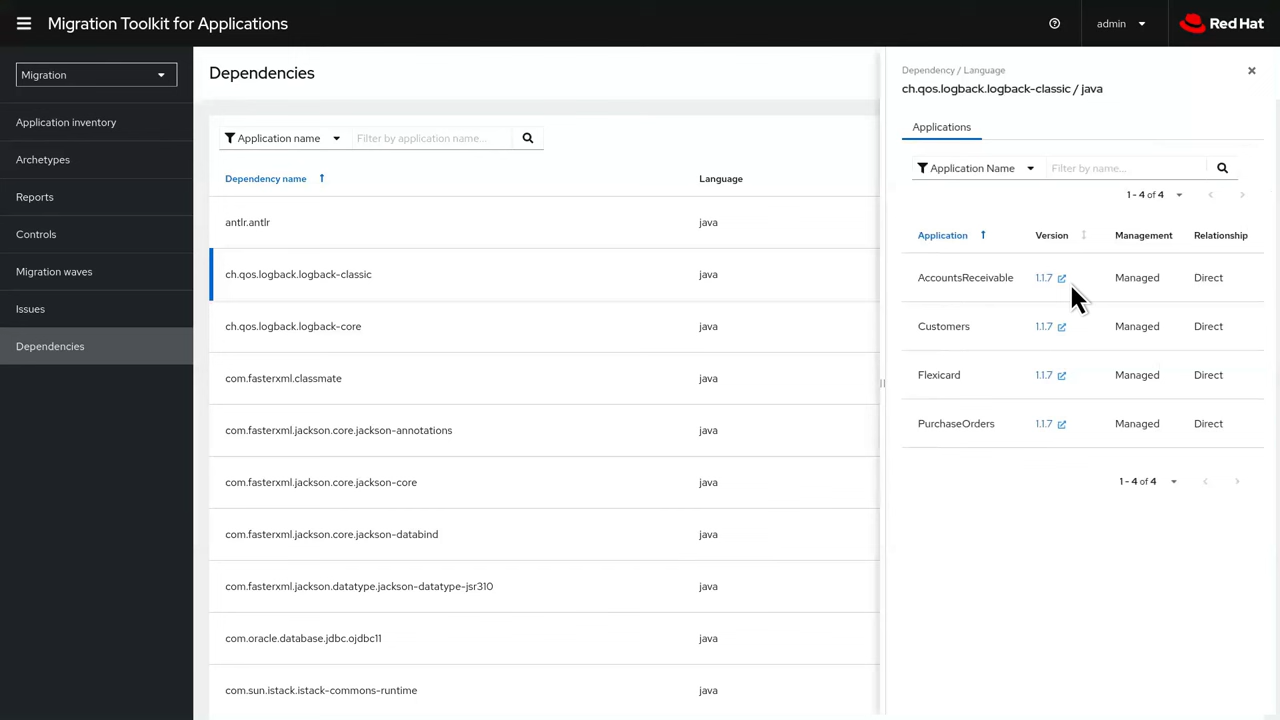 Migration Toolkit for Applications
admin
Red Hat
Migration
Application inventory
Archetypes
Reports
Controls
Migration waves
Issues
Dependencies
Dependencies
Application name
Filter by application name...
Dependency name
Language
antlr.antlr
java
ch.qos.logback.logback-classic
java
ch.qos.logback.logback-core
java
com.fasterxml.classmate
java
com.fasterxml.jackson.core.jackson-annotations
java
com.fasterxml.jackson.core.jackson-core
java
com.fasterxml.jackson.core.jackson-databind
java
com.fasterxml.jackson.datatype.jackson-datatype-jsr310
java
com.oracle.database.jdbc.ojdbc11
java
com.sun.istack.istack-commons-runtime
java
Dependency / Language
ch.qos.logback.logback-classic / java
Applications
Application Name
Filter by name...
1 - 4 of 4
Application
Version
Management
Relationship
AccountsReceivable
1.1.7
Managed
Direct
Customers
1.1.7
Managed
Direct
Flexicard
1.1.7
Managed
Direct
PurchaseOrders
1.1.7
Managed
Direct
1 - 4 of 4